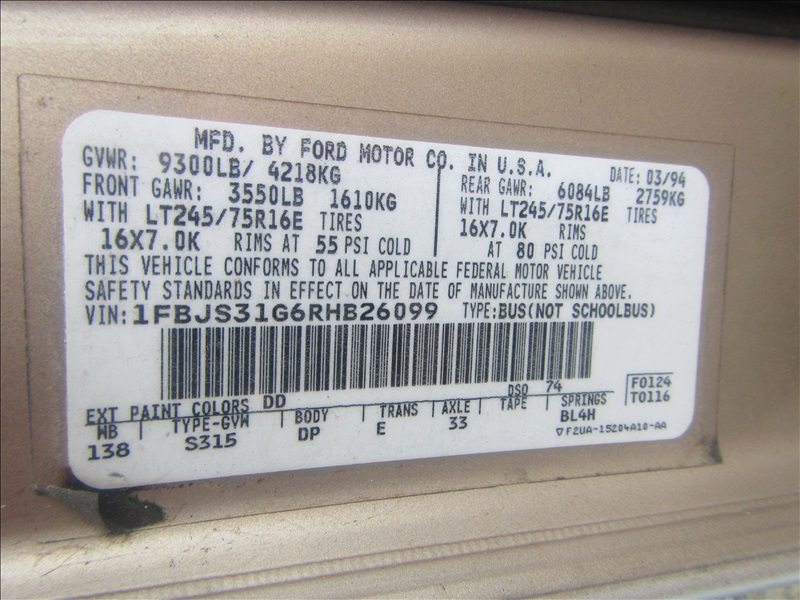 MFD. BY FORD MOTOR CO. IN U.S.A.
GVWR: 9300LB/ 4218KG
DATE: 03/94
FRONT GAWR: 3550LB 1610KG
REAR GAWR: 6084LB 2759KG
WITH LT245/75R16E TIRES
WITH LT245/75R16E TIRES
16X7.0K RIMS AT 55 PSI COLD
16X7.0K RIMS
AT 80 PSI COLD
THIS VEHICLE CONFORMS TO ALL APPLICABLE FEDERAL MOTOR VEHICLE
SAFETY STANDARDS IN EFFECT ON THE DATE OF MANUFACTURE SHOWN ABOVE.
VIN: 1FBJS31G6RHB26099 TYPE: BUS(NOT SCHOOLBUS)
EXT PAINT COLORS DD DSO 74
WB TYPE-GVW BODY TRANS AXLE TAPE SPRINGS
138 S315 DP E 33 BL4H
F0124
T0116
▽F2UA-15204A10-AA